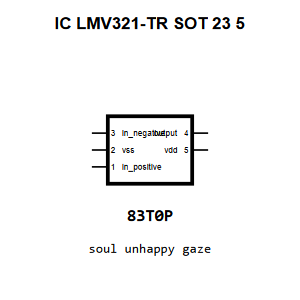 IC LMV321-TR SOT 23 5
3 in_negative output 4
2 vss vdd 5
1 in_positive
83T0P
soul unhappy gaze